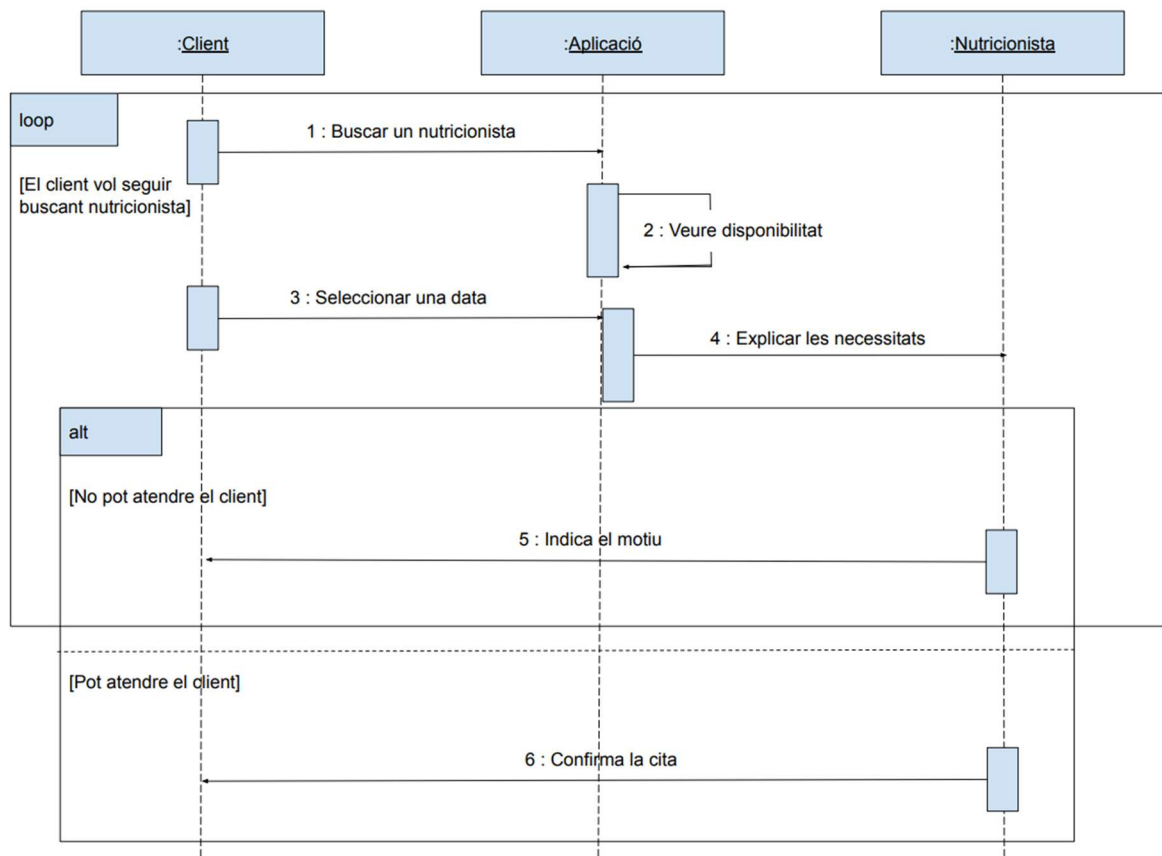 :Client
:Aplicació
:Nutricionista
loop
1 : Buscar un nutricionista
[El client vol seguir
buscant nutricionista]
2 : Veure disponibilitat
3 : Seleccionar una data
4 : Explicar les necessitats
alt
[No pot atendre el client]
5 : Indica el motiu
[Pot atendre el client]
6 : Confirma la cita